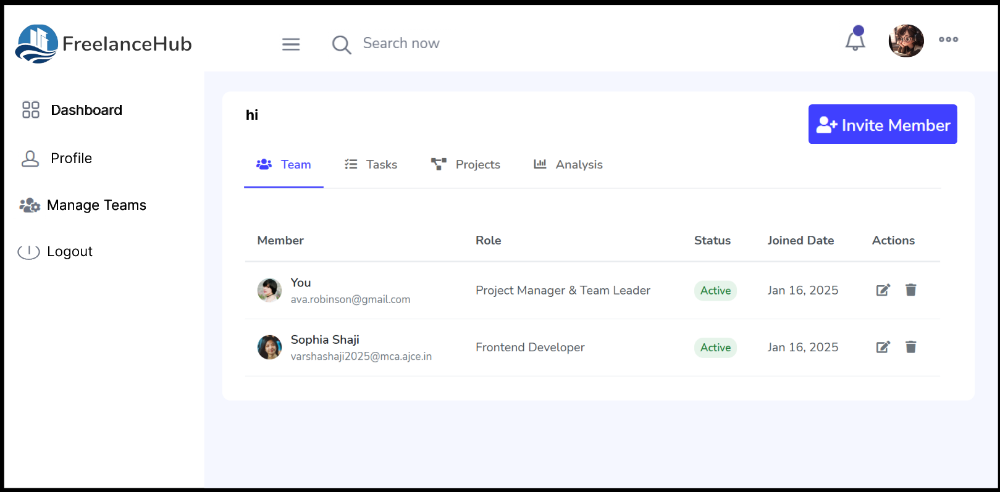 FreelanceHub
Search now
Dashboard
Profile
Manage Teams
Logout
hi
Invite Member
Team Tasks Projects Analysis
Member Role Status Joined Date Actions
You
ava.robinson@gmail.com
Project Manager & Team Leader Active Jan 16, 2025
Sophia Shaji
varshashaji2025@mca.ajce.in
Frontend Developer Active Jan 16, 2025